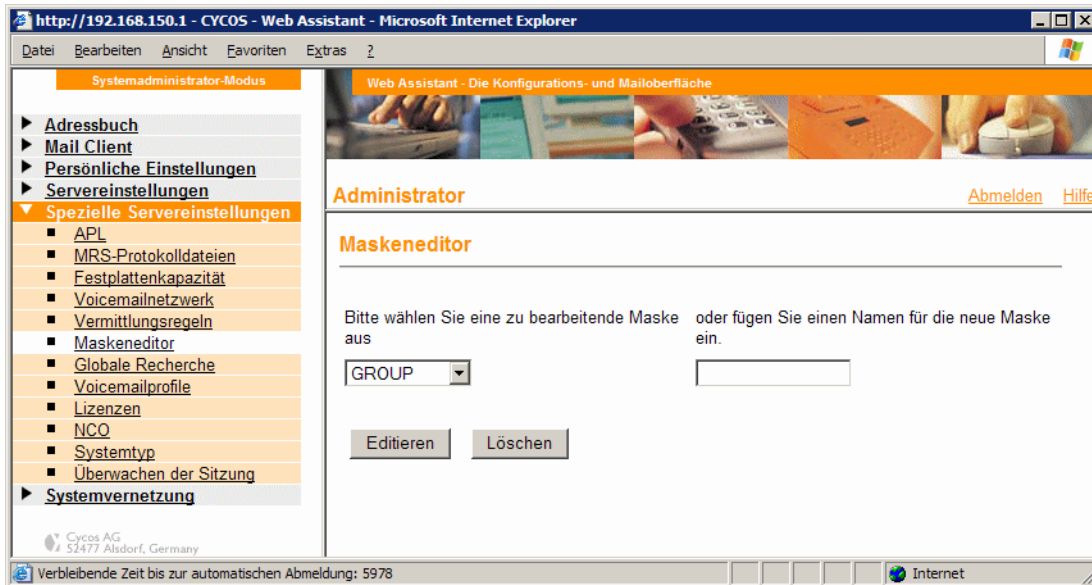 http://192.168.150.1 - CYCOS - Web Assistant - Microsoft Internet Explorer
Datei Bearbeiten Ansicht Favoriten Extras ?
Systemadministrator-Modus
Web Assistant - Die Konfigurations- und Mailoberfläche
Adressbuch
Mail Client
Persönliche Einstellungen
Servereinstellungen
Spezielle Servereinstellungen
APL
MRS-Protokolldateien
Festplattenkapazität
Voicemailnetzwerk
Vermittlungsregeln
Maskeneditor
Globale Recherche
Voicemailprofile
Lizenzen
NCO
Systemtyp
Überwachen der Sitzung
Systemvernetzung
Cycos AG
52477 Alsdorf, Germany
Administrator
Abmelden Hilfe
Maskeneditor
Bitte wählen Sie eine zu bearbeitende Maske
aus
oder fügen Sie einen Namen für die neue Maske
ein.
GROUP
Editieren Löschen
Verbleibende Zeit bis zur automatischen Abmeldung: 5978
Internet